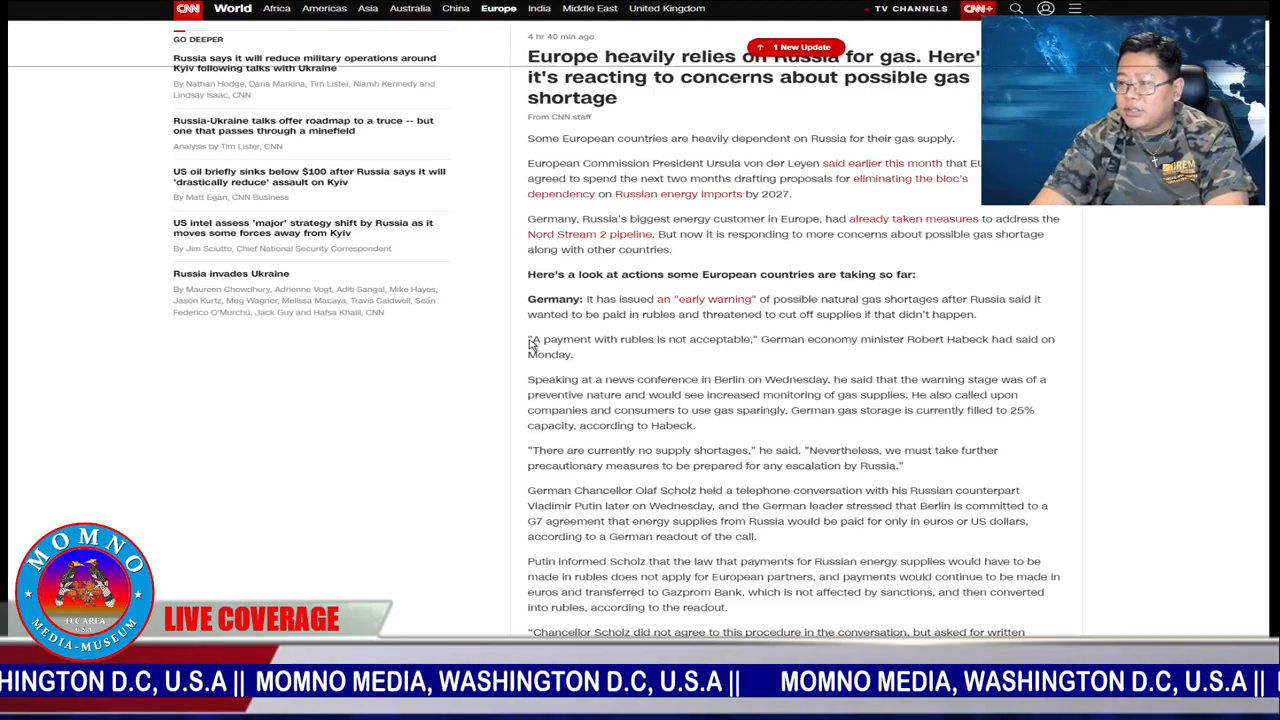 CNN World Africa Americas Asia Australia China Europe India Middle East United Kingdom TV CHANNELS CNN+
GO DEEPER
Russia says it will reduce military operations around
Kyiv following talks with Ukraine
By Nathan Hodge, Daria Markina, Tim Lister, Niamh Kennedy and
Lindsay Isaac, CNN
Russia-Ukraine talks offer roadmap to a truce -- but
one that passes through a minefield
Analysis by Tim Lister, CNN
US oil briefly sinks below $100 after Russia says it will
'drastically reduce' assault on Kyiv
By Matt Egan, CNN Business
US intel assess 'major' strategy shift by Russia as it
moves some forces away from Kyiv
By Jim Sciutto, Chief National Security Correspondent
Russia invades Ukraine
By Maureen Chowdhury, Adrienne Vogt, Aditi Sangal, Mike Hayes,
Jason Kurtz, Meg Wagner, Melissa Macaya, Travis Caldwell, Seán
Federico O'Murchú, Jack Guy and Hafsa Khalil, CNN
4 hr 40 min ago
1 New Update
Europe heavily relies on Russia for gas. Here'
it's reacting to concerns about possible gas
shortage
From CNN staff
Some European countries are heavily dependent on Russia for their gas supply.
European Commission President Ursula von der Leyen said earlier this month that
agreed to spend the next two months drafting proposals for eliminating the bloc's
dependency on Russian energy imports by 2027.
Germany, Russia's biggest energy customer in Europe, had already taken measures to address the
Nord Stream 2 pipeline. But now it is responding to more concerns about possible gas shortage
along with other countries.
Here's a look at actions some European countries are taking so far:
Germany: It has issued an "early warning" of possible natural gas shortages after Russia said it
wanted to be paid in rubles and threatened to cut off supplies if that didn't happen.
"A payment with rubles is not acceptable," German economy minister Robert Habeck had said on
Monday.
Speaking at a news conference in Berlin on Wednesday, he said that the warning stage was of a
preventive nature and would see increased monitoring of gas supplies. He also called upon
companies and consumers to use gas sparingly. German gas storage is currently filled to 25%
capacity, according to Habeck.
"There are currently no supply shortages," he said. "Nevertheless, we must take further
precautionary measures to be prepared for any escalation by Russia."
German Chancellor Olaf Scholz held a telephone conversation with his Russian counterpart
Vladimir Putin later on Wednesday, and the German leader stressed that Berlin is committed to a
G7 agreement that energy supplies from Russia would be paid for only in euros or US dollars,
according to a German readout of the call.
Putin informed Scholz that the law that payments for Russian energy supplies would have to be
made in rubles does not apply for European partners, and payments would continue to be made in
euros and transferred to Gazprom Bank, which is not affected by sanctions, and then converted
into rubles, according to the readout.
"Chancellor Scholz did not agree to this procedure in the conversation, but asked for written
MOMNO
U.S.A
MEDIA-MUSEUM
LIVE COVERAGE
HINGTON D.C, U.S.A || MOMNO MEDIA, WASHINGTON D.C, U.S.A || MOMNO MEDIA, WASHINGTON D.C, U.S.A ||